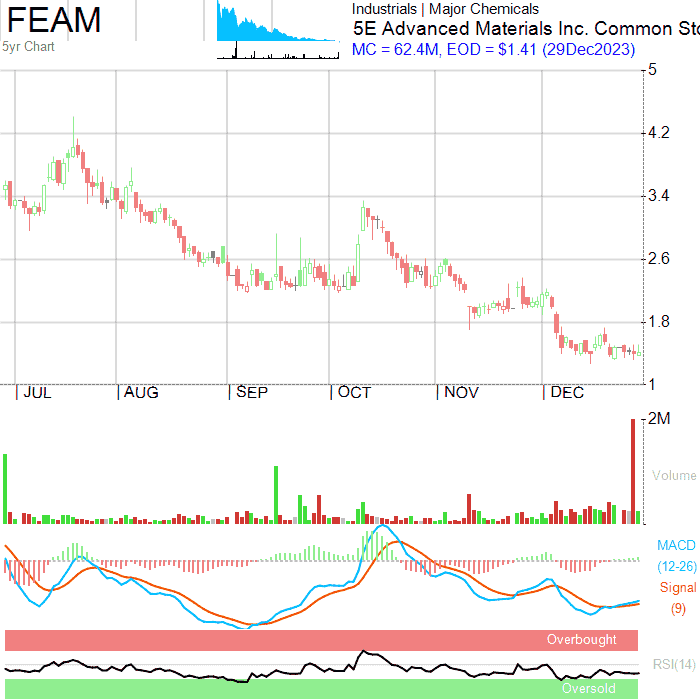 FEAM
5yr Chart
Industrials | Major Chemicals
5E Advanced Materials Inc. Common Sto
MC = 62.4M, EOD = $1.41 (29Dec2023)
5
4.2
3.4
2.6
1.8
1
JUL
AUG
SEP
OCT
NOV
DEC
2M
Volume
MACD
(12-26)
Signal
(9)
Overbought
RSI(14)
Oversold